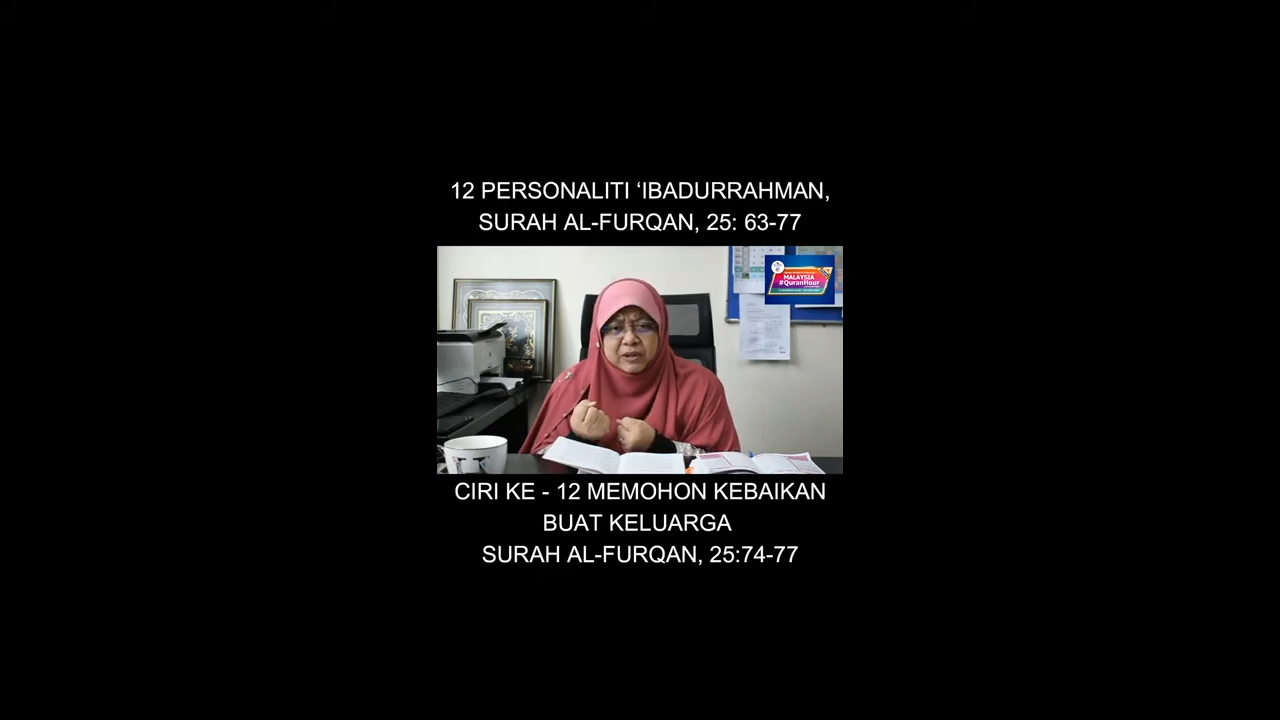 12 PERSONALITI ‘IBADURRAHMAN,
SURAH AL-FURQAN, 25: 63-77
MALAYSIA
#QuranHour
CIRI KE - 12 MEMOHON KEBAIKAN
BUAT KELUARGA
SURAH AL-FURQAN, 25:74-77